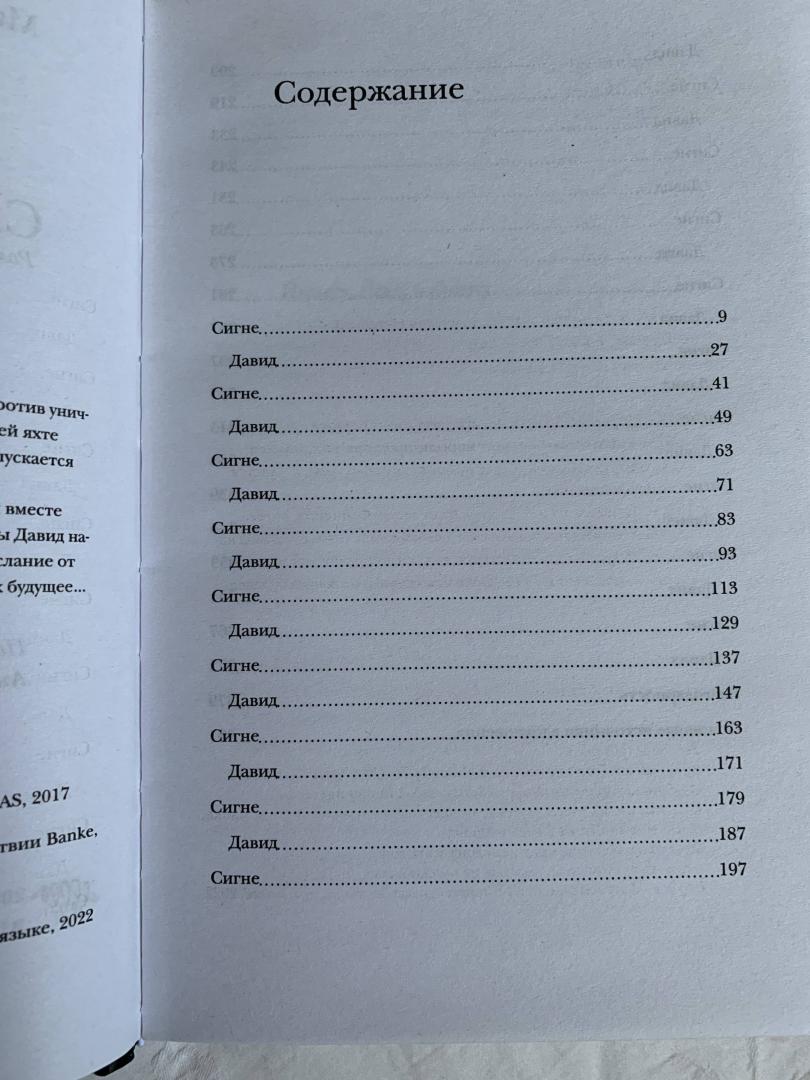 ротив унич-
ей яхте
пускается
вместе
ы Давид на-
слание от
будущее...
AS, 2017
твии Banke,
языке, 2022
Содержание
Сигне 9
Давид 27
Сигне 41
Давид 49
Сигне 63
Давид 71
Сигне 83
Давид 93
Сигне 113
Давид 129
Сигне 137
Давид 147
Сигне 163
Давид 171
Сигне 179
Давид 187
Сигне 197